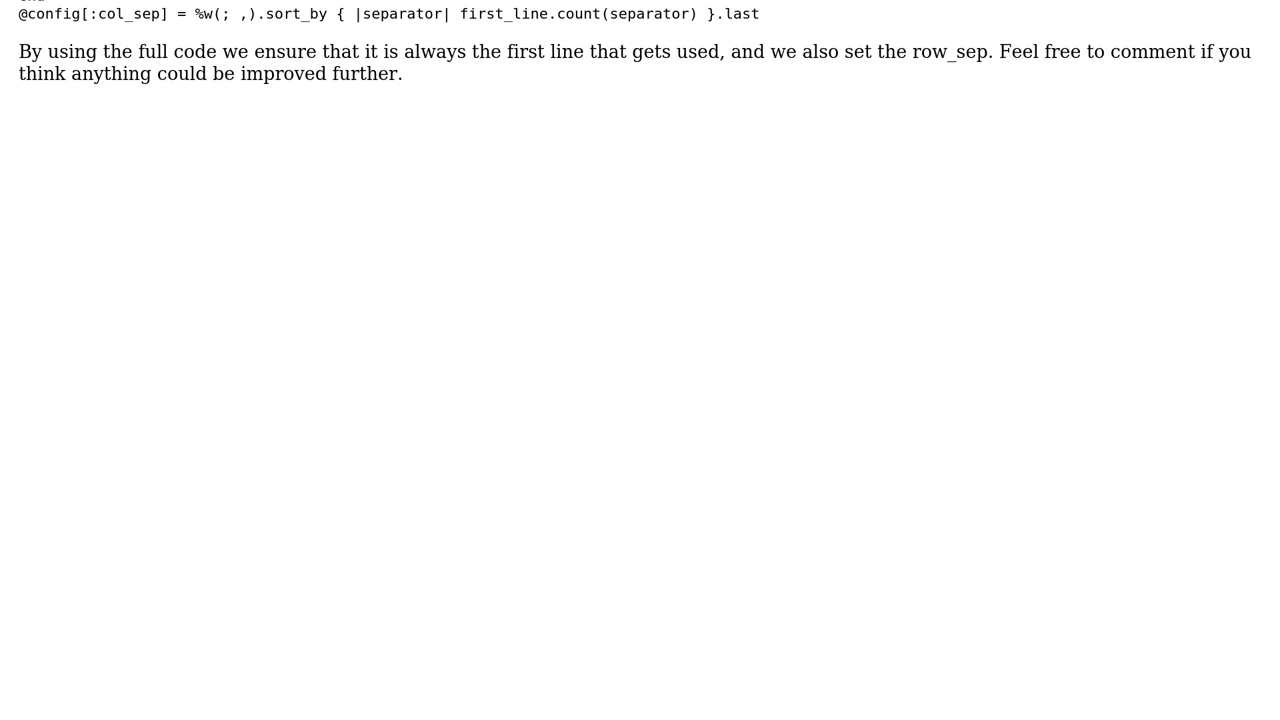 @config[:col_sep] = %w(; ,).sort_by { |separator| first_line.count(separator) }.last
By using the full code we ensure that it is always the first line that gets used, and we also set the row_sep. Feel free to comment if you
think anything could be improved further.